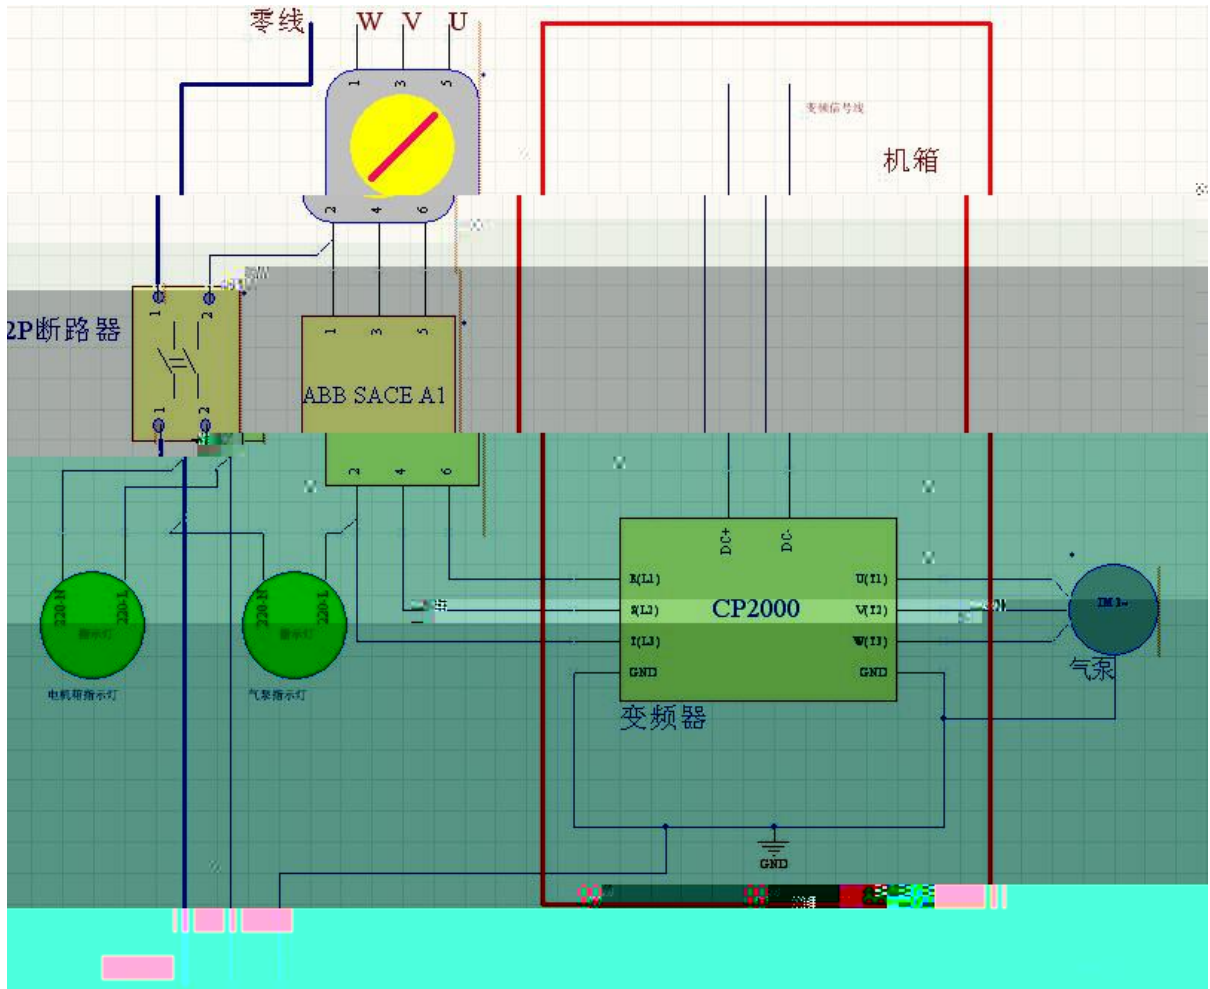 零线 W V U
1 3 5
变频信号线
机箱
2 4 6
1 2
1 3 5
2P断路器
ABB SACE A1
1 2
2 4 6
DC+ DC-
R(L1) U(T1)
220-N 220-L 220-N 220-L
CP2000
S(L2) V(T2)
指示灯 指示灯
T(L3) W(T3)
GND GND
气泵
电机箱指示灯 气泵指示灯
变频器
GND